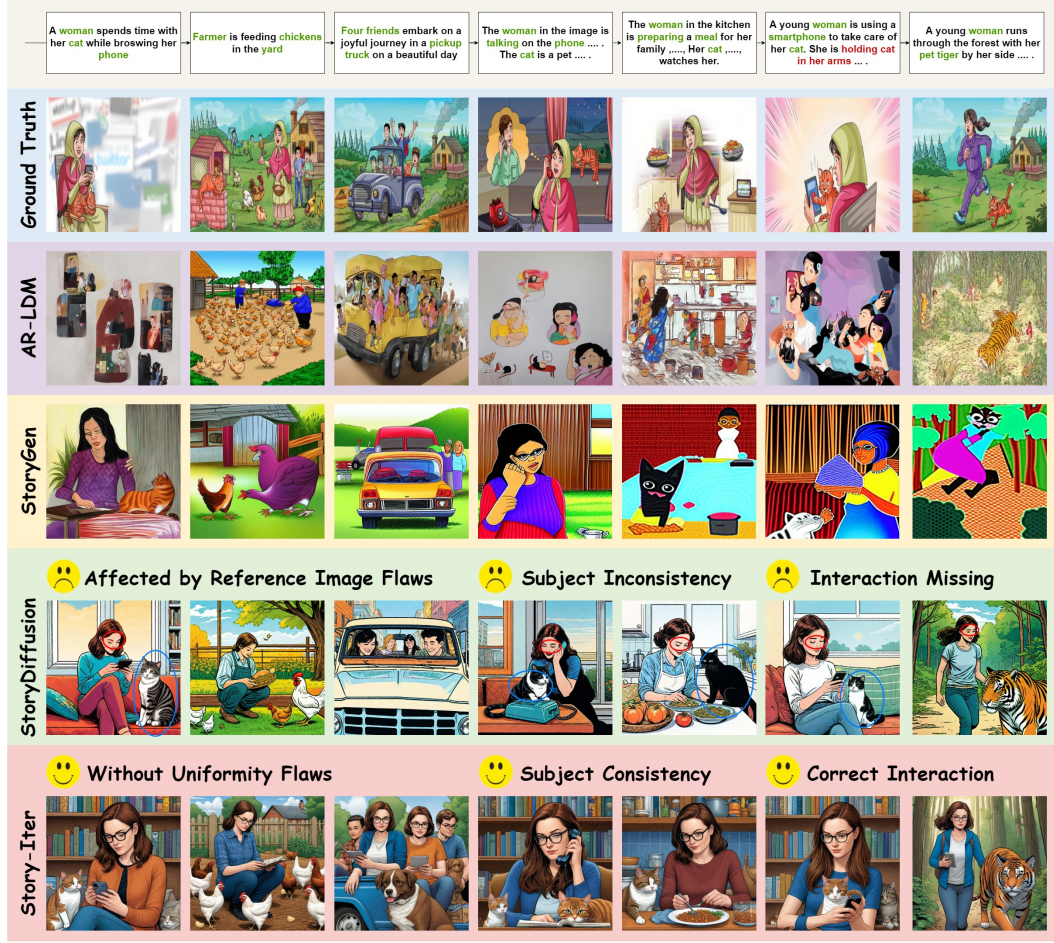 A woman spends time with
her cat while broswing her
phone
Farmer is feeding chickens
in the yard
Four friends embark on a
joyful journey in a pickup
truck on a beautiful day
The woman in the image is
talking on the phone .... .
The cat is a pet .... .
The woman in the kitchen
is preparing a meal for her
family ,...., Her cat ,....,
watches her.
A young woman is using a
smartphone to take care of
her cat. She is holding cat
in her arms ... .
A young woman runs
through the forest with her
pet tiger by her side .... .
Ground Truth
AR-LDM
StoryGen
StoryDiffusion
Affected by Reference Image Flaws
Subject Inconsistency
Interaction Missing
Story-Iter
Without Uniformity Flaws
Subject Consistency
Correct Interaction